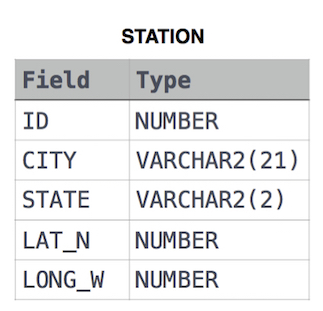 STATION
Field Type
ID NUMBER
CITY VARCHAR2(21)
STATE VARCHAR2(2)
LAT_N NUMBER
LONG_W NUMBER